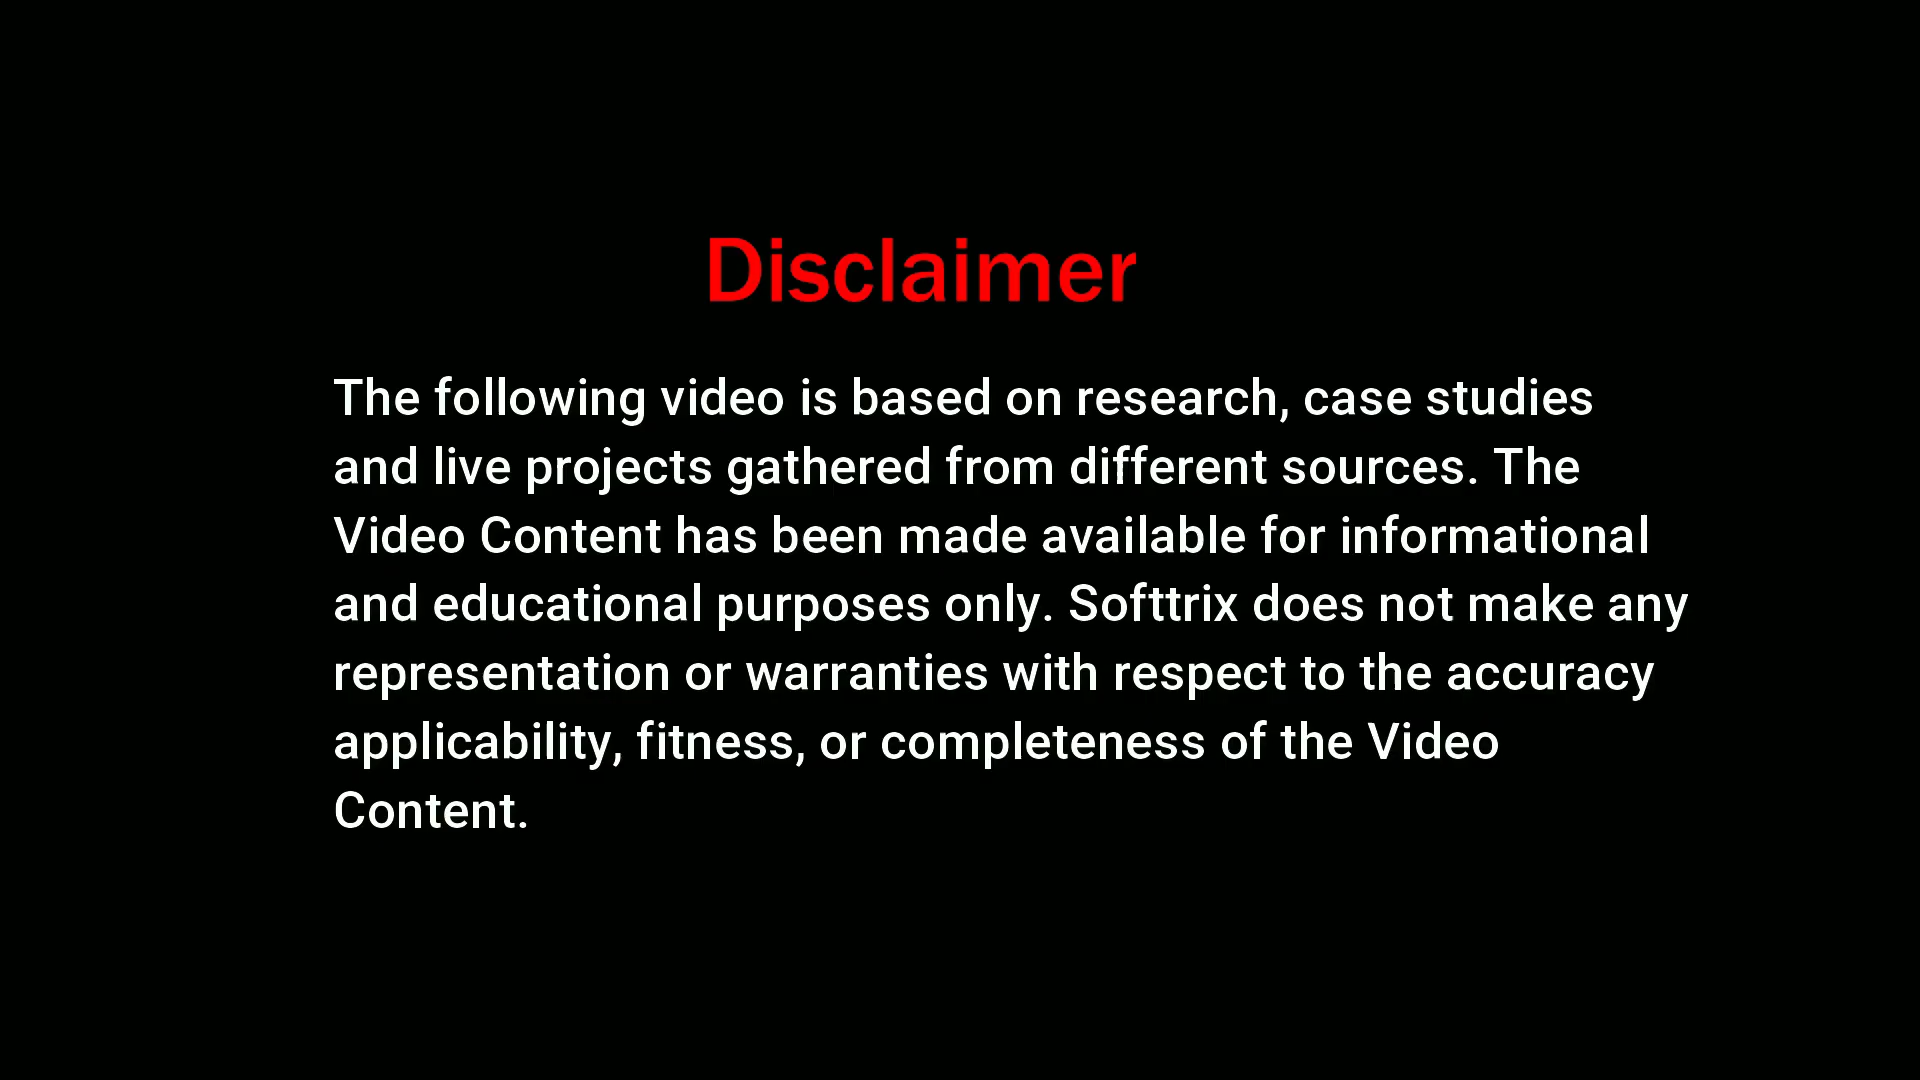 Disclaimer
The following video is based on research, case studies
and live projects gathered from different sources. The
Video Content has been made available for informational
and educational purposes only. Softtrix does not make any
representation or warranties with respect to the accuracy
applicability, fitness, or completeness of the Video
Content.